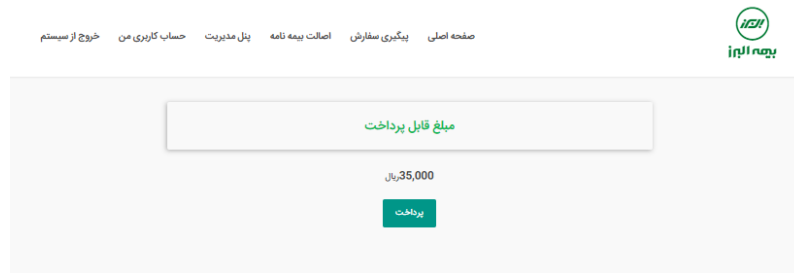 البرز
بیمه البرز
صفحه اصلی پیگیری سفارش اصالت بیمه نامه پنل مدیریت حساب کاربری من خروج از سیستم
مبلغ قابل پرداخت
35,000ریال
پرداخت